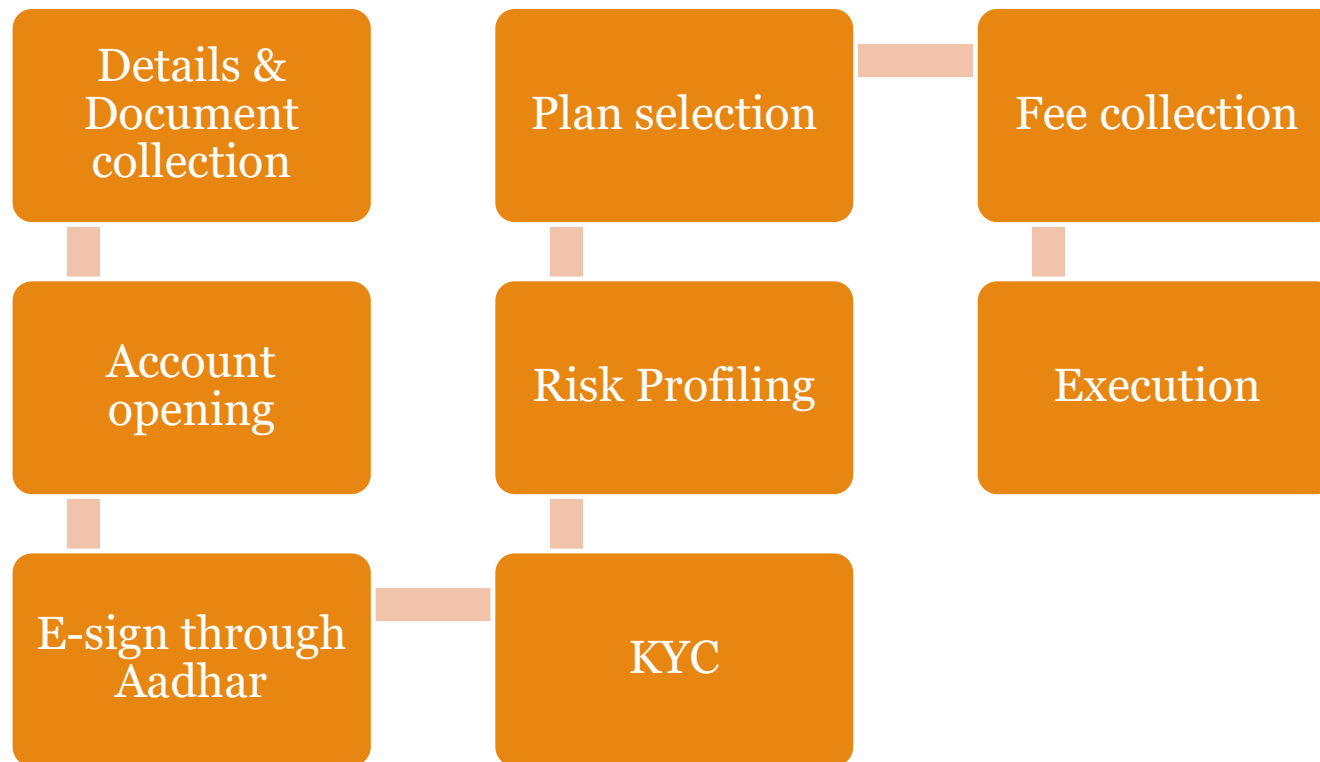 Details &
Document
collection
Account
opening
E-sign through
Aadhar
KYC
Risk Profiling
Plan selection
Fee collection
Execution